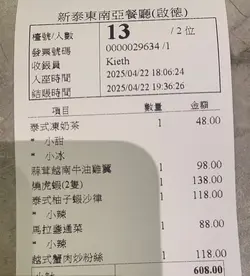 新泰東南亞餐廳(啟德)
檯號/人數 13 / 2 位
發票號碼 0000029634 /1
收銀員 Kieth
入座時間 2025/04/22 18:06:24
結賬時間 2025/04/22 19:36:26
項目 數量 金額
泰式凍奶茶 1 48.00
* 小甜
* 小冰
蒜茸越南牛油雞翼 1 98.00
燒虎蝦(2隻) 1 138.00
泰式柚子蝦沙律 1 118.00
* 小辣
馬拉盞通菜 1 88.00
* 小辣
越式蟹肉炒粉絲 1 118.00
608.00